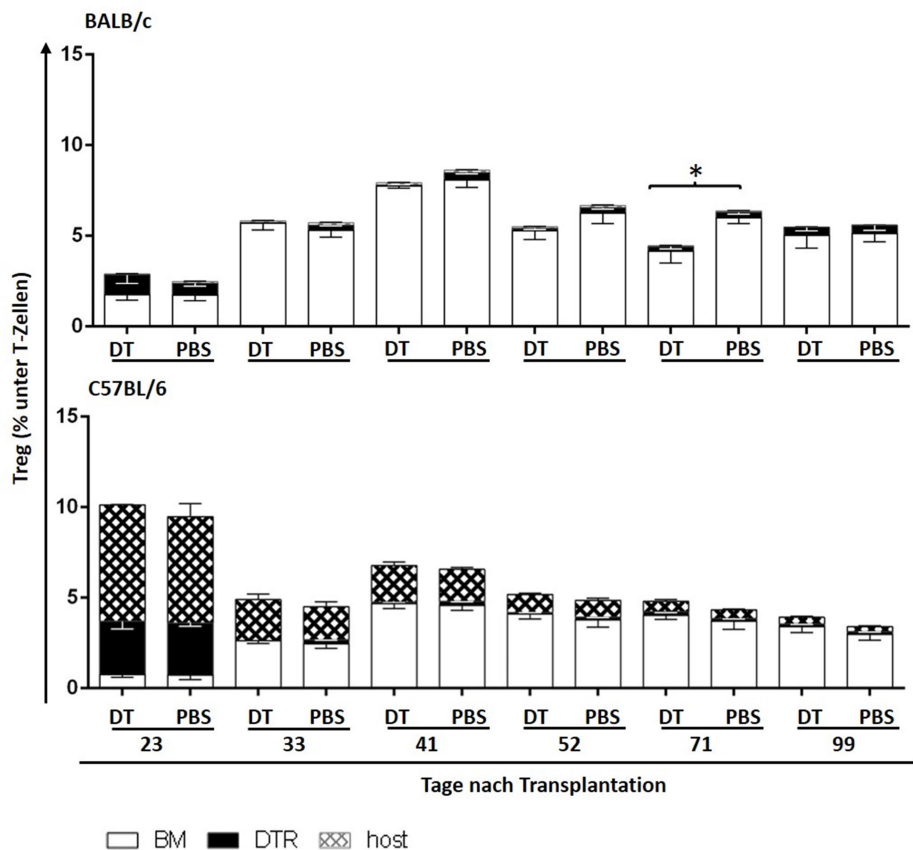 BALB/c
15
10
*
5
0
DT PBS DT PBS DT PBS DT PBS DT PBS DT PBS
C57BL/6
Treg (% unter T-Zellen)
15
10
5
0
DT PBS DT PBS DT PBS DT PBS DT PBS DT PBS
23 33 41 52 71 99
Tage nach Transplantation
BM DTR host